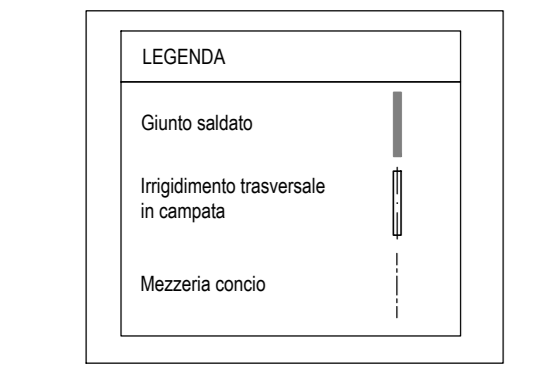 LEGENDA
Giunto saldato
Irrigidimento trasversale
in campata
Mezzeria concio